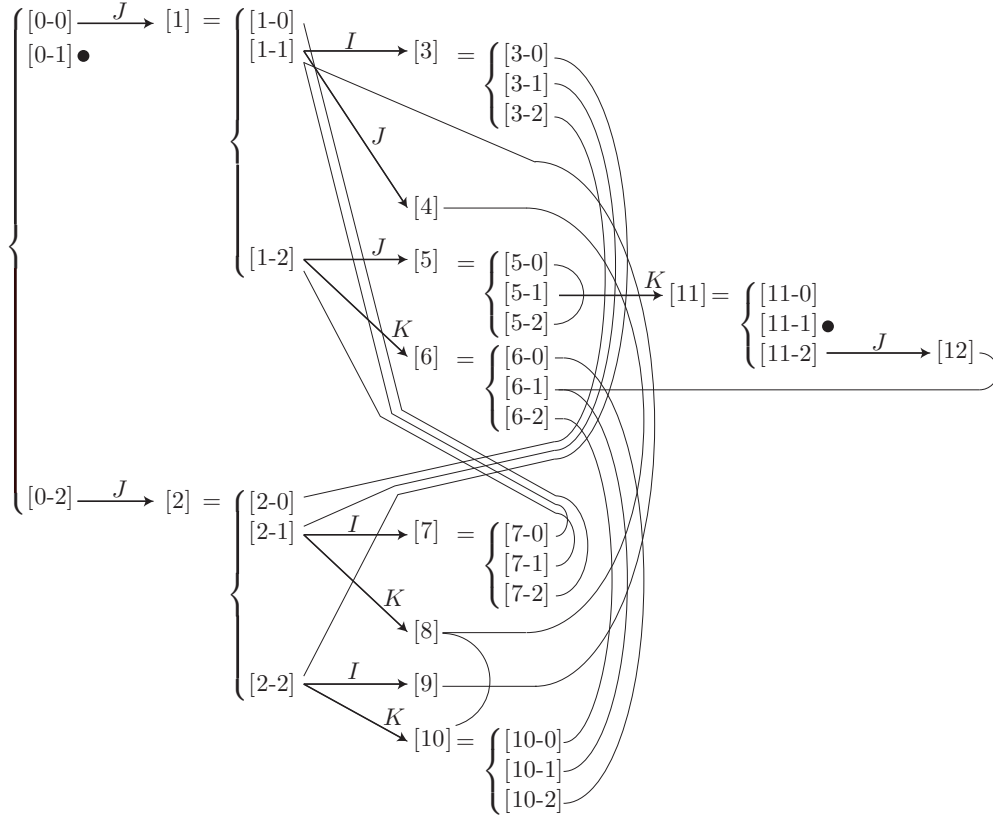 [0-0] J [1] = [1-0]
[0-1] [1-1] I [3] = [3-0]
[3-1]
[3-2]
J
[4]
[1-2] J [5] = [5-0]
[5-1] K [11] = [11-0]
[5-2] [11-1]
K [6] = [6-0] [11-2] J [12]
[6-1]
[6-2]
[0-2] J [2] = [2-0]
[2-1] I [7] = [7-0]
[7-1]
[7-2]
K
[8]
[2-2] I [9]
K [10] = [10-0]
[10-1]
[10-2]